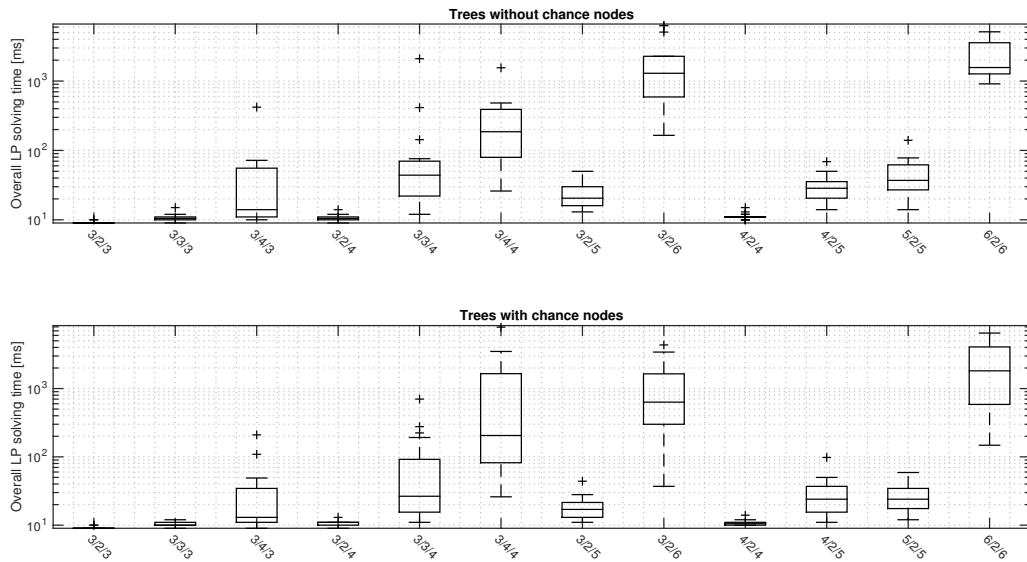 Trees without chance nodes
Overall LP solving time [ms]
10^3
10^2
10^1
3/2/3 3/3/3 3/4/3 3/2/4 3/3/4 3/4/4 3/2/5 3/2/6 4/2/4 4/2/5 5/2/5 6/2/6
Trees with chance nodes
Overall LP solving time [ms]
10^3
10^2
10^1
3/2/3 3/3/3 3/4/3 3/2/4 3/3/4 3/4/4 3/2/5 3/2/6 4/2/4 4/2/5 5/2/5 6/2/6